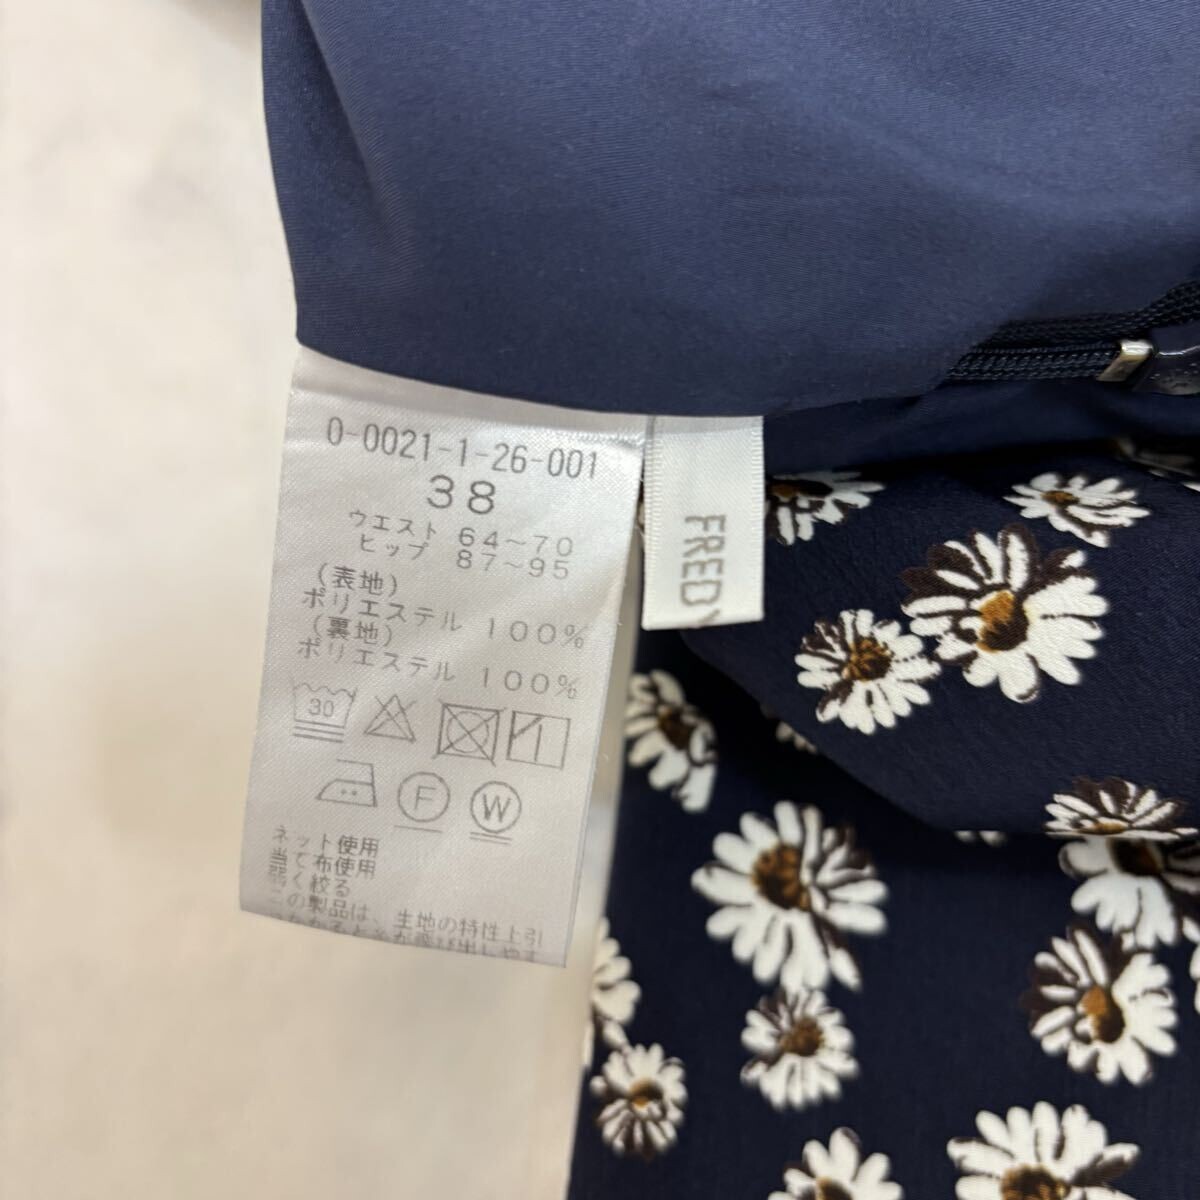 0-0021-1-26-001
38
ウエスト 64~70
ヒップ 87~95
(表地)
ポリエステル 100%
(裏地)
ポリエステル 100%
30
F
W
ネット使用
当て布使用
弱く絞る
この製品は、生地の特性上引
FRED'